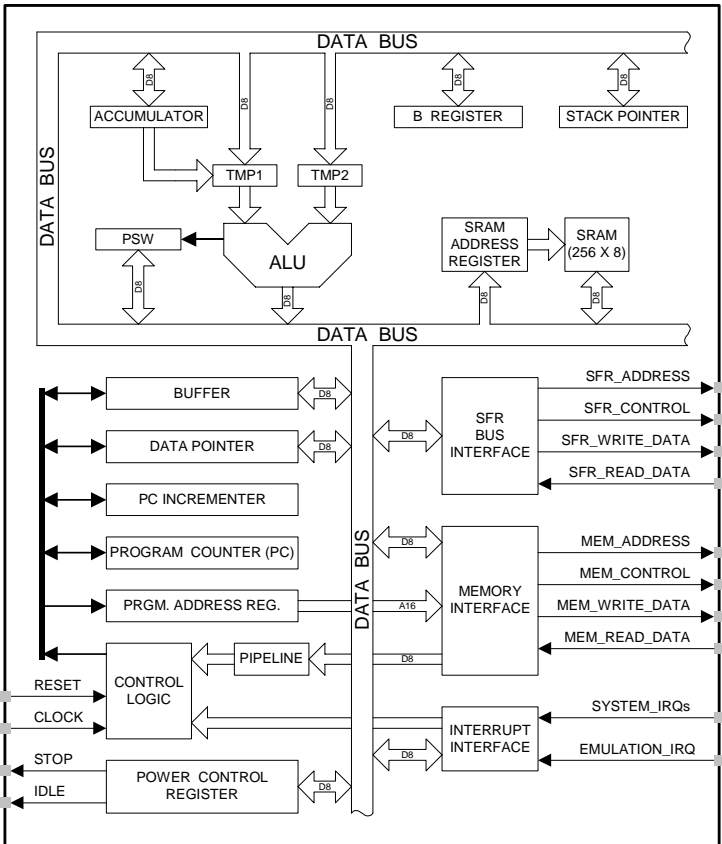 DATA BUS
DATA BUS
D8
D8
D8
D8
D8
ACCUMULATOR
B REGISTER
STACK POINTER
TMP1
TMP2
PSW
ALU
SRAM
ADDRESS
REGISTER
SRAM
(256 X 8)
D8
D8
D8
D8
DATA BUS
BUFFER
D8
DATA POINTER
D8
PC INCREMENTER
PROGRAM COUNTER (PC)
PRGM. ADDRESS REG.
A16
DATA BUS
SFR
BUS
INTERFACE
D8
SFR_ADDRESS
SFR_CONTROL
SFR_WRITE_DATA
SFR_READ_DATA
D8
MEMORY
INTERFACE
MEM_ADDRESS
MEM_CONTROL
MEM_WRITE_DATA
MEM_READ_DATA
CONTROL
LOGIC
PIPELINE
D8
RESET
CLOCK
INTERRUPT
INTERFACE
SYSTEM_IRQs
EMULATION_IRQ
D8
STOP
IDLE
POWER CONTROL
REGISTER
D8